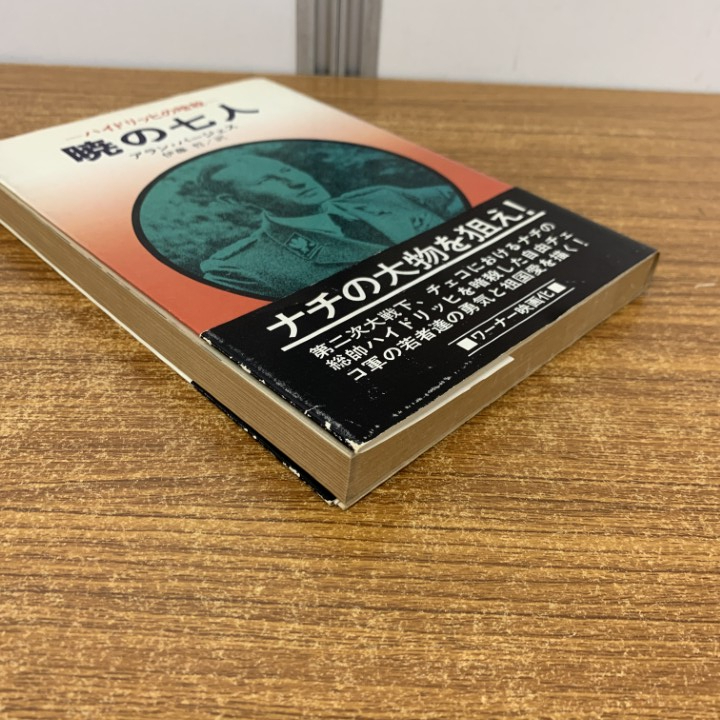 ―ハイドリッヒの暗殺―
暁の七人
アラン・バージェス
伊藤 哲/訳
ナチの大物を狙え!
第二次大戦下、チェコにおけるナチの
総帥ハイドリッヒを暗殺した自由チェ
コ軍の若者達の勇気と祖国愛を描く!
■ワーナー映画化■